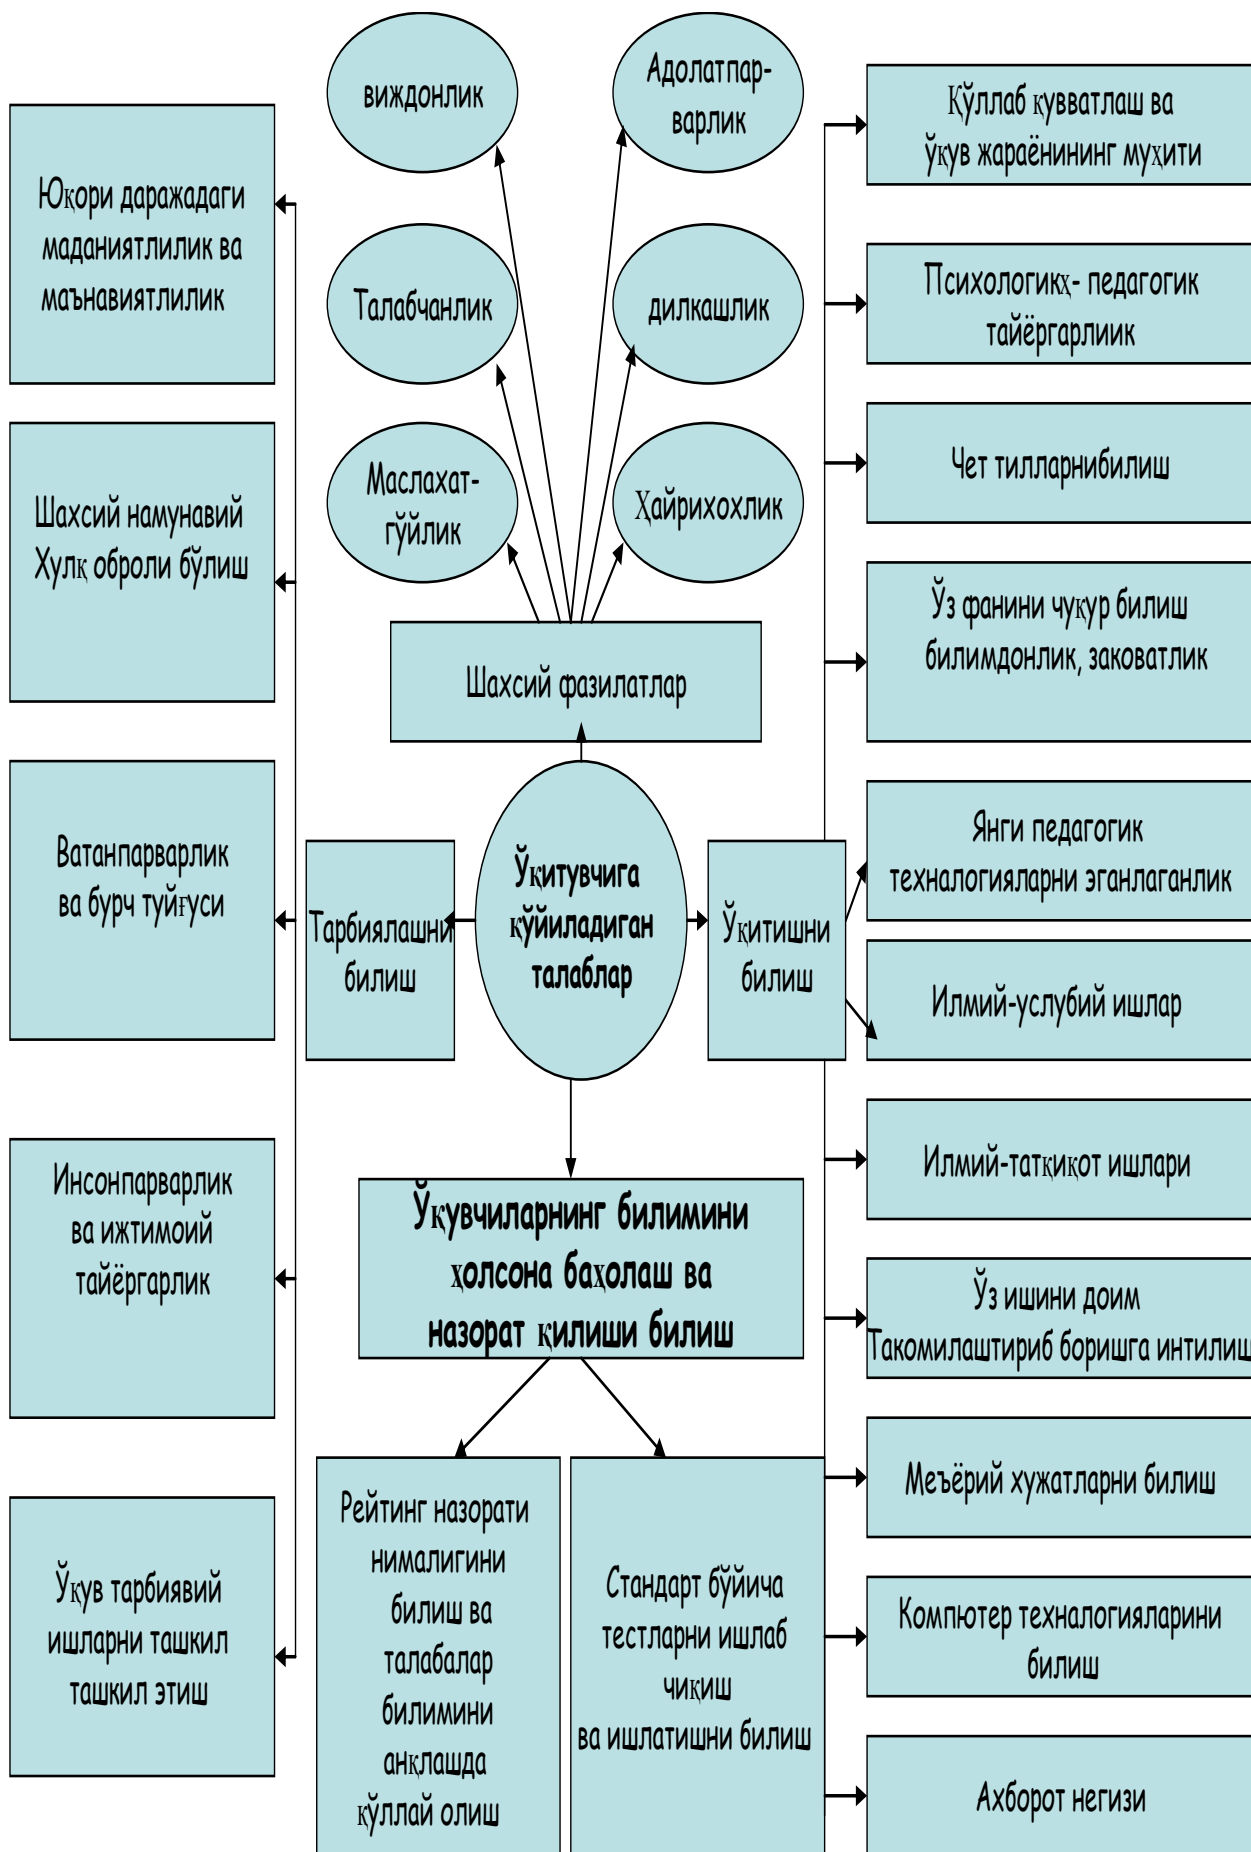 виждонлик
Адолатпар-
варлик
Талабчанлик
дилкашлик
Маслахат-
гўйлик
Ҳайрихохлик
Шахсий фазилатлар
Юқори даражадаги
маданиятлилик ва
маънавиятлилик
Шахсий намунавий
Хулқ оброли бўлиш
Ватанпарварлик
ва бурч туйғуси
Инсонпарварлик
ва ижтимоий
тайёргарлик
Ўқув тарбиявий
ишларни ташкил
ташкил этиш
Тарбиялашни
билиш
Ўқитувчига
қўйиладиган
талаблар
Ўқитишни
билиш
Ўқувчиларнинг билимини
ҳолсона баҳолаш ва
назорат қилиши билиш
Рейтинг назорати
нималигини
билиш ва
талабалар
билимини
анқлашда
қўллай олиш
Стандарт бўйича
тестларни ишлаб
чиқиш
ва ишлатишни билиш
Қўллаб қувватлаш ва
ўқув жараёнининг муҳити
Психологикҳ- педагогик
тайёргарлиик
Чет тилларнибилиш
Ўз фанини чуқур билиш
билимдонлик, заковатлик
Янги педагогик
техналогияларни эганлаганлик
Илмий-услубий ишлар
Илмий-татқиқот ишлари
Ўз ишини доим
Такомилаштириб боришга интилиш
Меъёрий хужатларни билиш
Компютер техналогияларини
билиш
Ахборот негизи